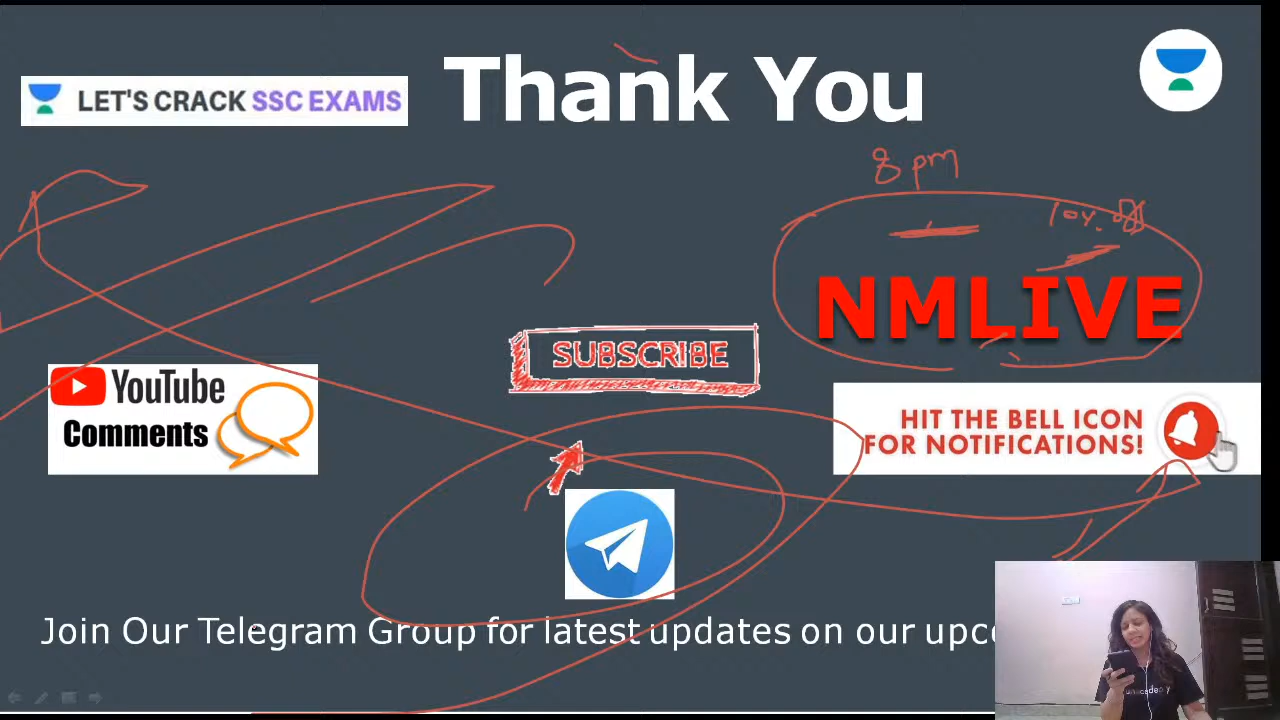 Thank You
LET'S CRACK SSC EXAMS
8 pm
NMLIVE
SUBSCRIBE
YouTube
Comments
HIT THE BELL ICON
FOR NOTIFICATIONS!
Join Our Telegram Group for latest updates on our upco